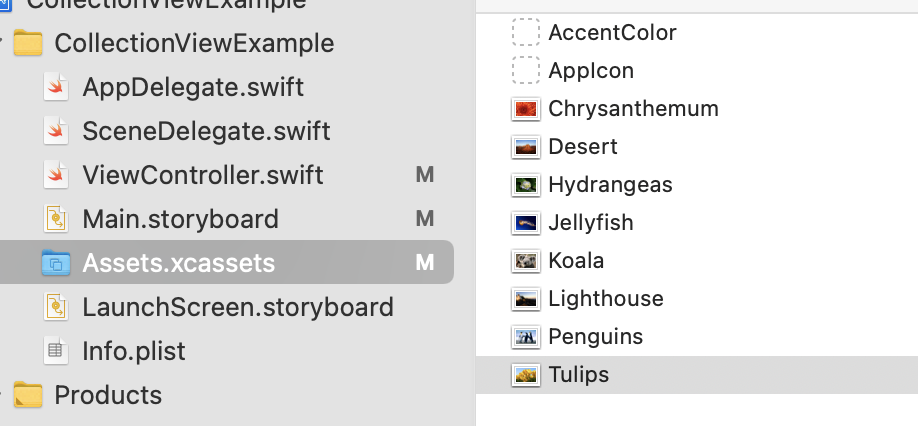 CollectionViewExample
CollectionViewExample
AppDelegate.swift
SceneDelegate.swift
ViewController.swift M
Main.storyboard M
Assets.xcassets M
LaunchScreen.storyboard
Info.plist
Products
AccentColor
AppIcon
Chrysanthemum
Desert
Hydrangeas
Jellyfish
Koala
Lighthouse
Penguins
Tulips